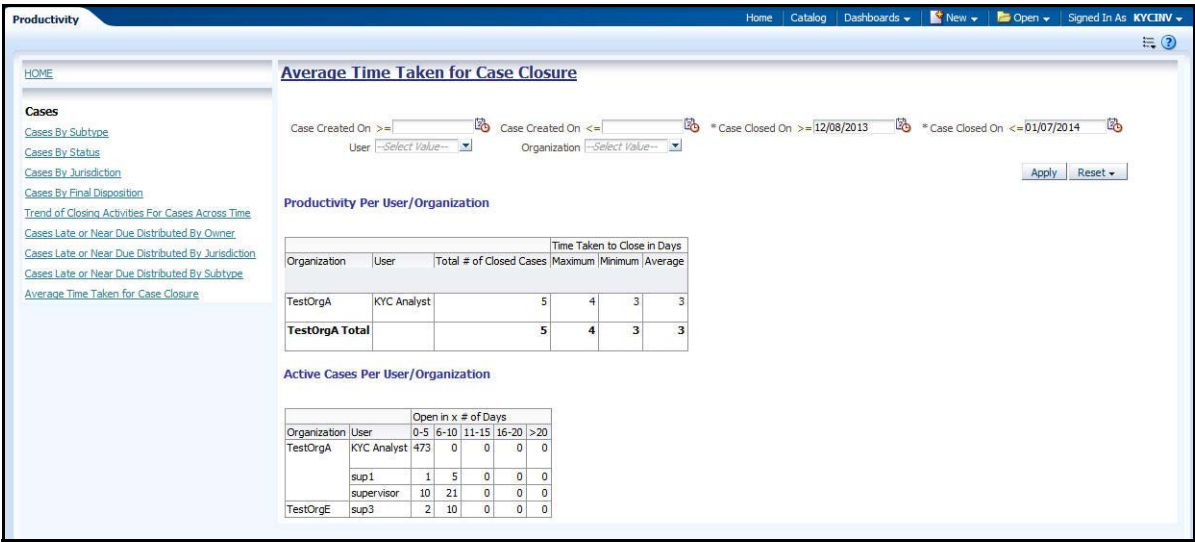 Productivity
Home Catalog Dashboards New Open Signed In As KYCINV
HOME
Cases
Cases By Subtype
Cases By Status
Cases By Jurisdiction
Cases By Final Disposition
Trend of Closing Activities For Cases Across Time
Cases Late or Near Due Distributed By Owner
Cases Late or Near Due Distributed By Jurisdiction
Cases Late or Near Due Distributed By Subtype
Average Time Taken for Case Closure
Average Time Taken for Case Closure
Case Created On >= Case Created On <= * Case Closed On >= 12/08/2013 * Case Closed On <= 01/07/2014
User --Select Value-- Organization --Select Value--
Apply Reset
Productivity Per User/Organization
Time Taken to Close in Days
Organization User Total # of Closed Cases Maximum Minimum Average
TestOrgA KYC Analyst 5 4 3 3
TestOrgA Total 5 4 3 3
Active Cases Per User/Organization
Open in x # of Days
Organization User 0-5 6-10 11-15 16-20 >20
TestOrgA KYC Analyst 473 0 0 0 0
sup1 1 5 0 0 0
supervisor 10 21 0 0 0
TestOrgE sup3 2 10 0 0 0